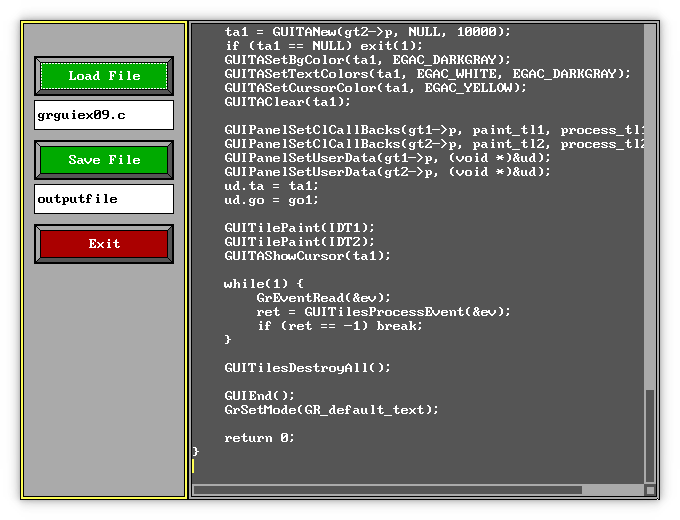 Load File
grguiex09.c
Save File
outputfile
Exit
ta1 = GUITANew(gt2->p, NULL, 10000);
if (ta1 == NULL) exit(1);
GUITASetBgColor(ta1, EGAC_DARKGRAY);
GUITASetTextColors(ta1, EGAC_WHITE, EGAC_DARKGRAY);
GUITASetCursorColor(ta1, EGAC_YELLOW);
GUITAClear(ta1);
GUIPanelSetClCallBacks(gt1->p, paint_tl1, process_tl1
GUIPanelSetClCallBacks(gt2->p, paint_tl2, process_tl2
GUIPanelSetUserData(gt1->p, (void *)&ud);
GUIPanelSetUserData(gt2->p, (void *)&ud);
ud.ta = ta1;
ud.go = go1;
GUITilePaint(IDT1);
GUITilePaint(IDT2);
GUITAShowCursor(ta1);
while(1) {
GrEventRead(&ev);
ret = GUITilesProcessEvent(&ev);
if (ret == -1) break;
}
GUITilesDestroyAll();
GUIEnd();
GrSetMode(GR_default_text);
return 0;
}